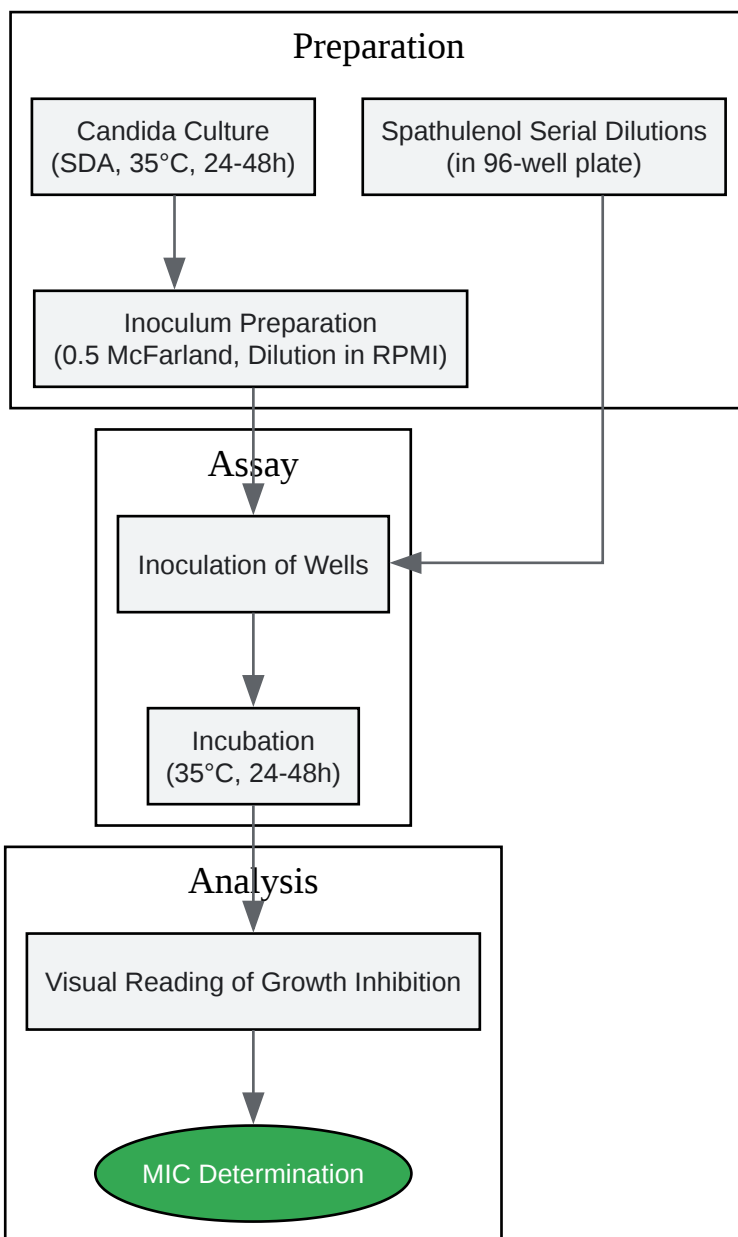 Preparation
Candida Culture
(SDA, 35°C, 24-48h)
Spathulenol Serial Dilutions
(in 96-well plate)
Inoculum Preparation
(0.5 McFarland, Dilution in RPMI)
Assay
Inoculation of Wells
Incubation
(35°C, 24-48h)
Analysis
Visual Reading of Growth Inhibition
MIC Determination